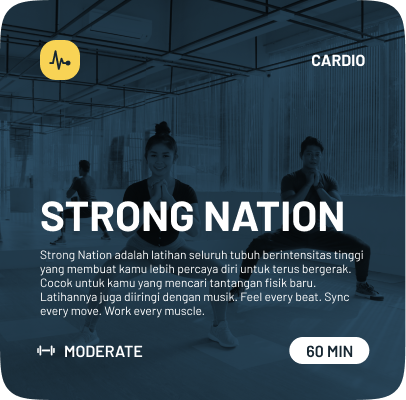 CARDIO
STRONG NATION
Strong Nation adalah latihan seluruh tubuh berintensitas tinggi
yang membuat kamu lebih percaya diri untuk terus bergerak.
Cocok untuk kamu yang mencari tantangan fisik baru.
Latihannya juga diiringi dengan musik. Feel every beat. Sync
every move. Work every muscle.
MODERATE
60 MIN